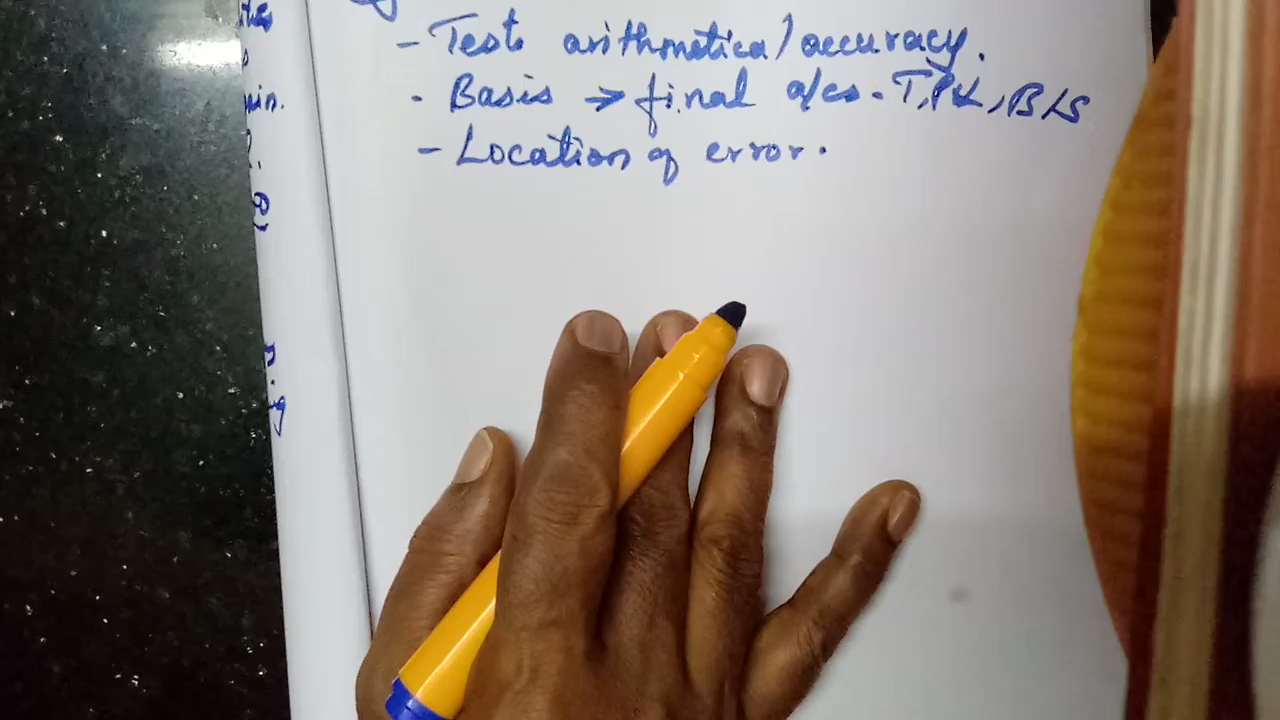 - Tests arithmetical accuracy.
- Basis → final a/cs. T, P&L, B/S
- Location of error.